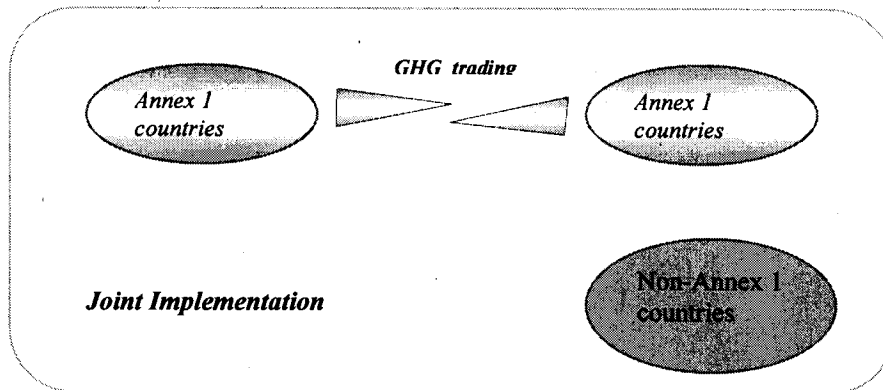 GHG trading
Annex 1
countries
Annex 1
countries
Joint Implementation
Non-Annex 1
countries